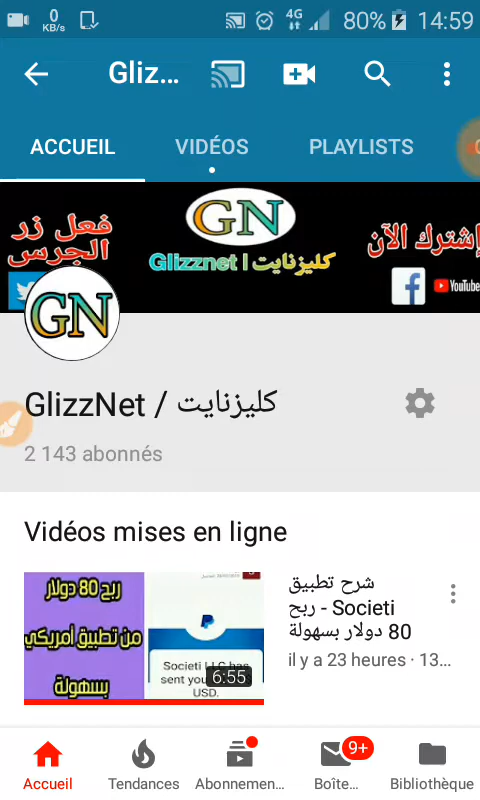 0 KB/s 4G 80% 14:59
Gliz...
ACCUEIL VIDÉOS PLAYLISTS
فعل زر
الجرس
GN
Glizznet | كليزنايت
إشترك الآن
YouTube
GN
GlizzNet / كليزنايت
2 143 abonnés
Vidéos mises en ligne
ربح 80 دولار
من تطبيق أمريكي
بسهولة
Societi LLC has
sent you
USD.
6:55
شرح تطبيق
Societi - ربح
80 دولار بسهولة
il y a 23 heures · 13...
9+
Accueil Tendances Abonnemen... Boîte... Bibliothèque